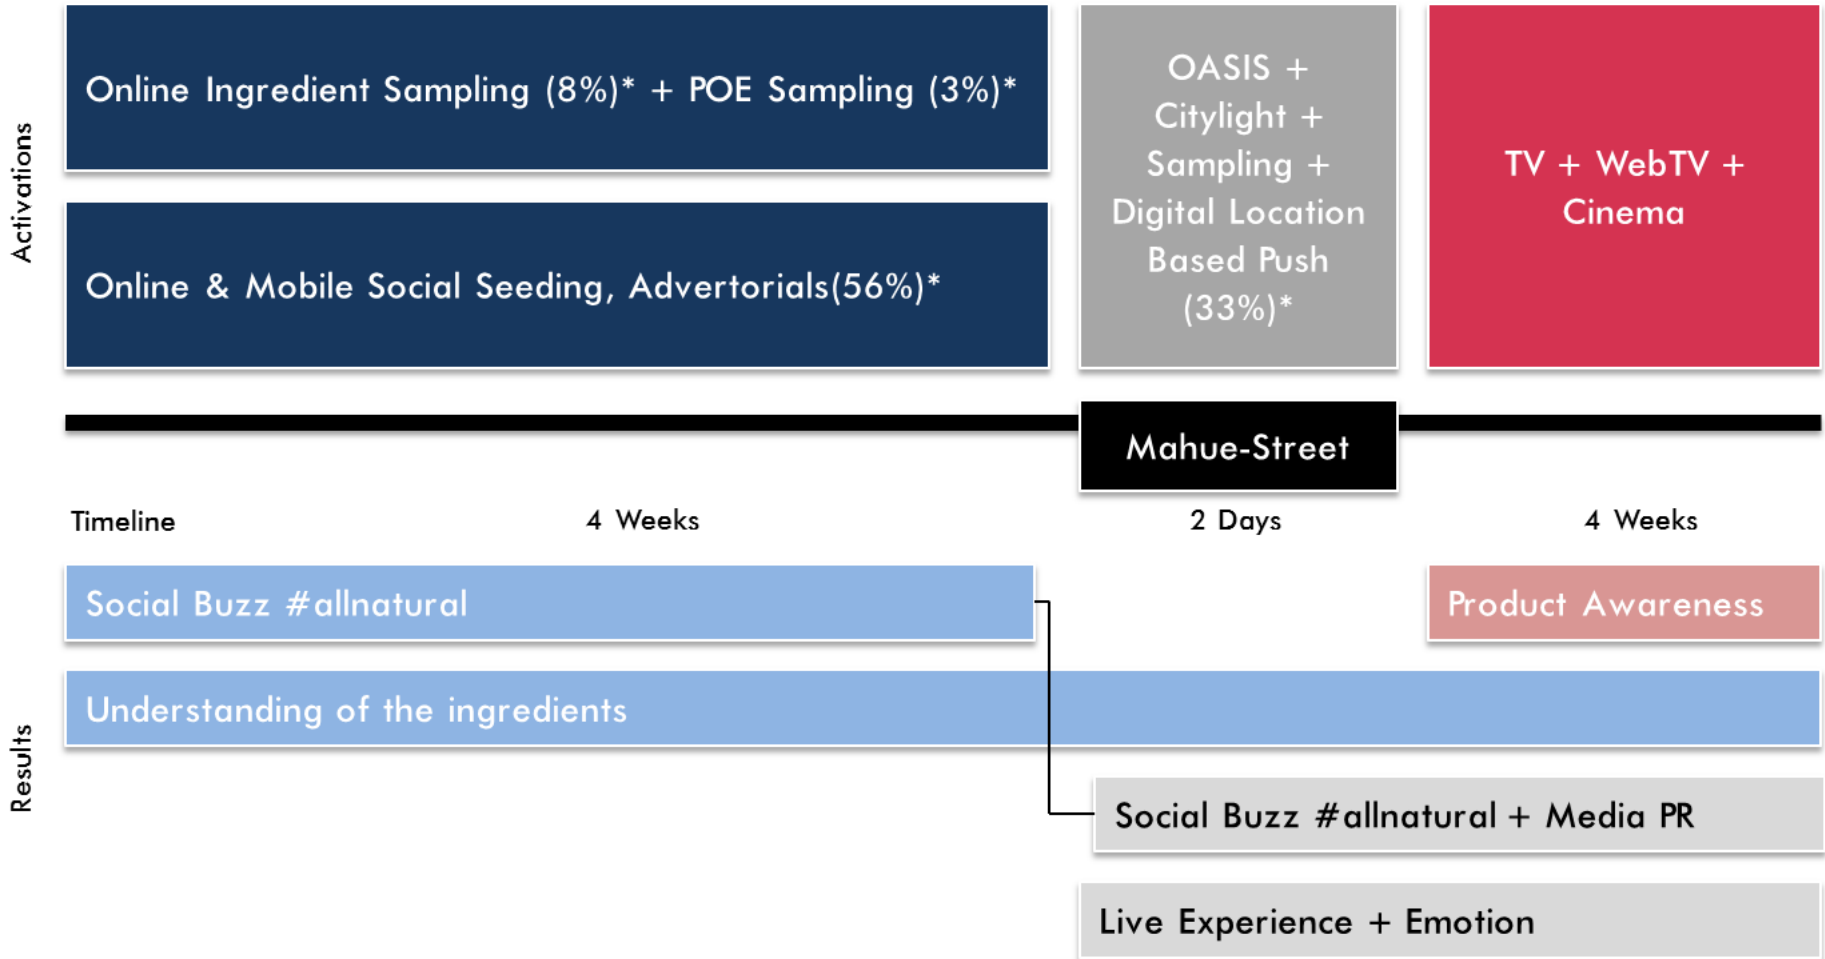 Activations
Online Ingredient Sampling (8%)* + POE Sampling (3%)*
Online & Mobile Social Seeding, Advertorials(56%)*
OASIS +
Citylight +
Sampling +
Digital Location
Based Push
(33%)*
TV + WebTV +
Cinema
Mahue-Street
Timeline
4 Weeks
2 Days
4 Weeks
Results
Social Buzz #allnatural
Product Awareness
Understanding of the ingredients
Social Buzz #allnatural + Media PR
Live Experience + Emotion